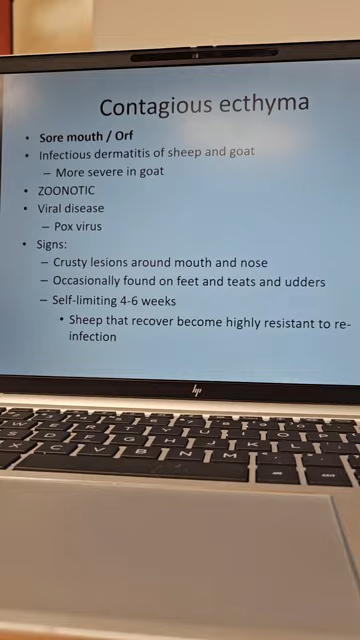 Contagious ecthyma
• Sore mouth / Orf
• Infectious dermatitis of sheep and goat
– More severe in goat
• ZOONOTIC
• Viral disease
– Pox virus
• Signs:
– Crusty lesions around mouth and nose
– Occasionally found on feet and teats and udders
– Self-limiting 4-6 weeks
• Sheep that recover become highly resistant to re-
infection
hp
W E R T Y U I O P
D F G H J K L
X C V B N M